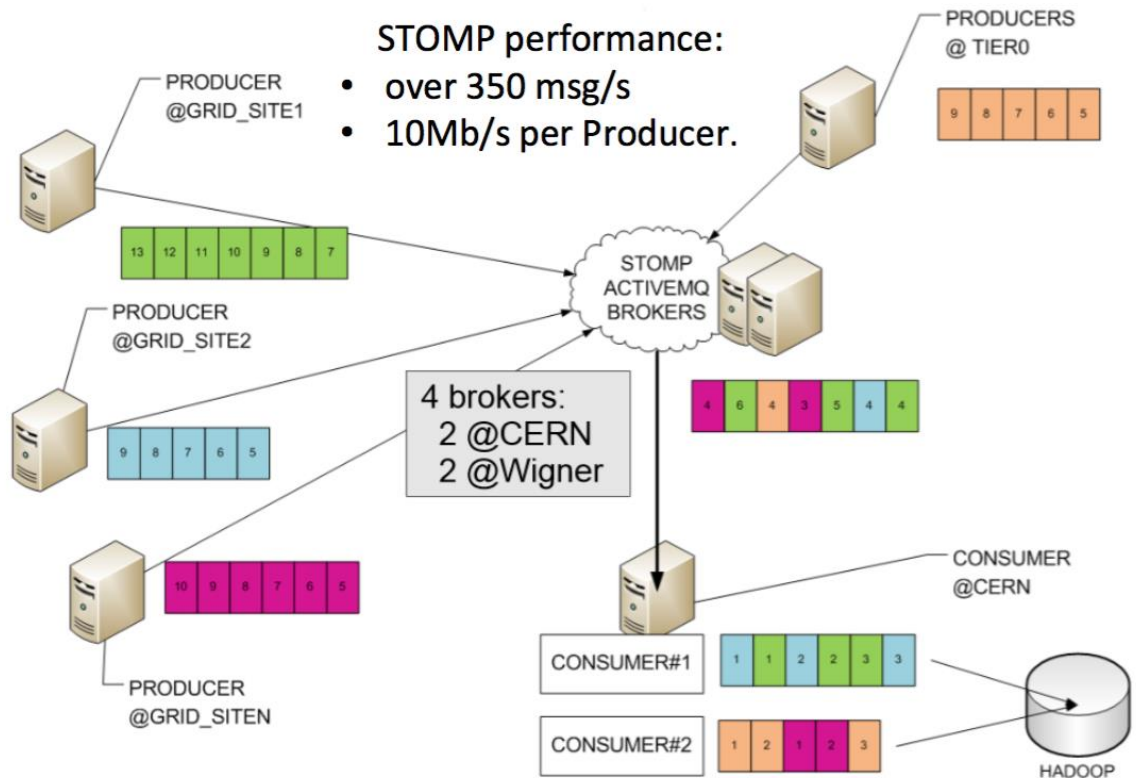 STOMP performance:
• over 350 msg/s
• 10Mb/s per Producer.
PRODUCERS
@ TIER0
9 8 7 6 5
PRODUCER
@GRID_SITE1
13 12 11 10 9 8 7
STOMP
ACTIVEMQ
BROKERS
PRODUCER
@GRID_SITE2
9 8 7 6 5
4 brokers:
2 @CERN
2 @Wigner
4 6 4 3 5 4 4
10 9 8 7 6 5
PRODUCER
@GRID_SITEN
CONSUMER
@CERN
CONSUMER#1
1 1 2 2 3 3
CONSUMER#2
1 2 1 2 3
HADOOP